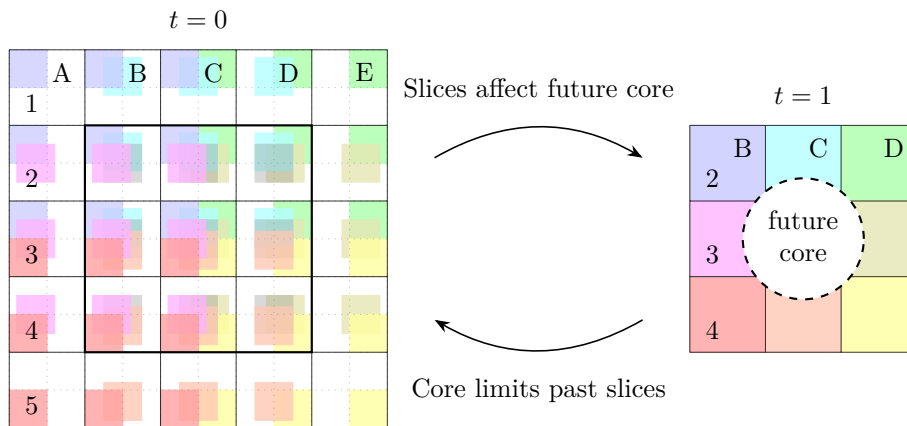 t = 0
A B C D E
1
2
3
4
5
Slices affect future core
Core limits past slices
t = 1
B C D
2
3
4
future
core